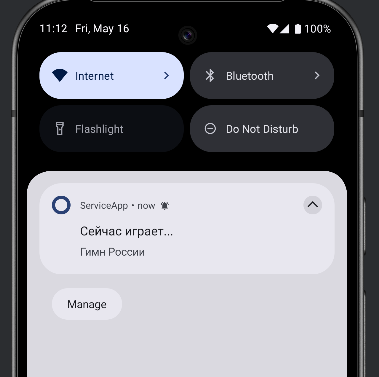 11:12 Fri, May 16 100%
Internet Bluetooth
Flashlight Do Not Disturb
ServiceApp • now
Сейчас играет...
Гимн России
Manage